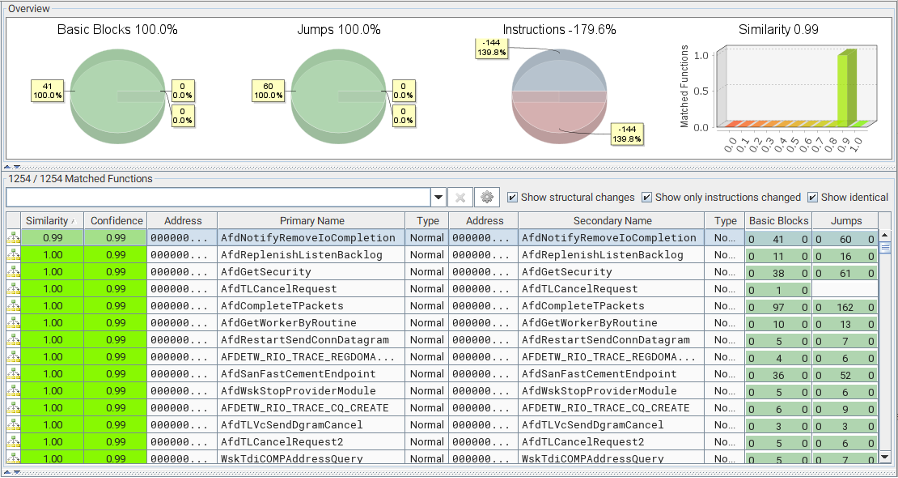 Overview
Basic Blocks 100.0%
Jumps 100.0%
Instructions -179.6%
Similarity 0.99
41
100.0%
0
0.0%
0
0.0%
60
100.0%
0
0.0%
0
0.0%
-144
139.8%
-144
139.8%
Matched Functions
1.0
0.5
0.0
0.0
0.1
0.2
0.3
0.4
0.5
0.6
0.7
0.8
0.9
1.0
1254 / 1254 Matched Functions
Show structural changes Show only instructions changed Show identical
Similarity Confidence Address Primary Name Type Address Secondary Name Type Basic Blocks Jumps
0.99 0.99 000000... AfdNotifyRemoveIoCompletion Normal 000000... AfdNotifyRemoveIoCompletion No... 0 41 0 0 60 0
1.00 0.99 000000... AfdReplenishListenBacklog Normal 000000... AfdReplenishListenBacklog No... 0 11 0 0 16 0
1.00 0.99 000000... AfdGetSecurity Normal 000000... AfdGetSecurity No... 0 38 0 0 61 0
1.00 0.99 000000... AfdTLCancelRequest Normal 000000... AfdTLCancelRequest No... 0 1 0
1.00 0.99 000000... AfdCompleteTPackets Normal 000000... AfdCompleteTPackets No... 0 97 0 0 162 0
1.00 0.99 000000... AfdGetWorkerByRoutine Normal 000000... AfdGetWorkerByRoutine No... 0 10 0 0 13 0
1.00 0.99 000000... AfdRestartSendConnDatagram Normal 000000... AfdRestartSendConnDatagram No... 0 5 0 0 7 0
1.00 0.99 000000... AFDETW_RIO_TRACE_REGDOMA... Normal 000000... AFDETW_RIO_TRACE_REGDOMA... No... 0 4 0 0 6 0
1.00 0.99 000000... AfdSanFastCementEndpoint Normal 000000... AfdSanFastCementEndpoint No... 0 36 0 0 52 0
1.00 0.99 000000... AfdWskStopProviderModule Normal 000000... AfdWskStopProviderModule No... 0 5 0 0 6 0
1.00 0.99 000000... AFDETW_RIO_TRACE_CQ_CREATE Normal 000000... AFDETW_RIO_TRACE_CQ_CREATE No... 0 6 0 0 9 0
1.00 0.99 000000... AfdTLVcSendDgramCancel Normal 000000... AfdTLVcSendDgramCancel No... 0 3 0 0 3 0
1.00 0.99 000000... AfdTLCancelRequest2 Normal 000000... AfdTLCancelRequest2 No... 0 5 0 0 6 0
1.00 0.99 000000... WskTdiCOMPAddressQuery Normal 000000... WskTdiCOMPAddressQuery No... 0 5 0 0 7 0